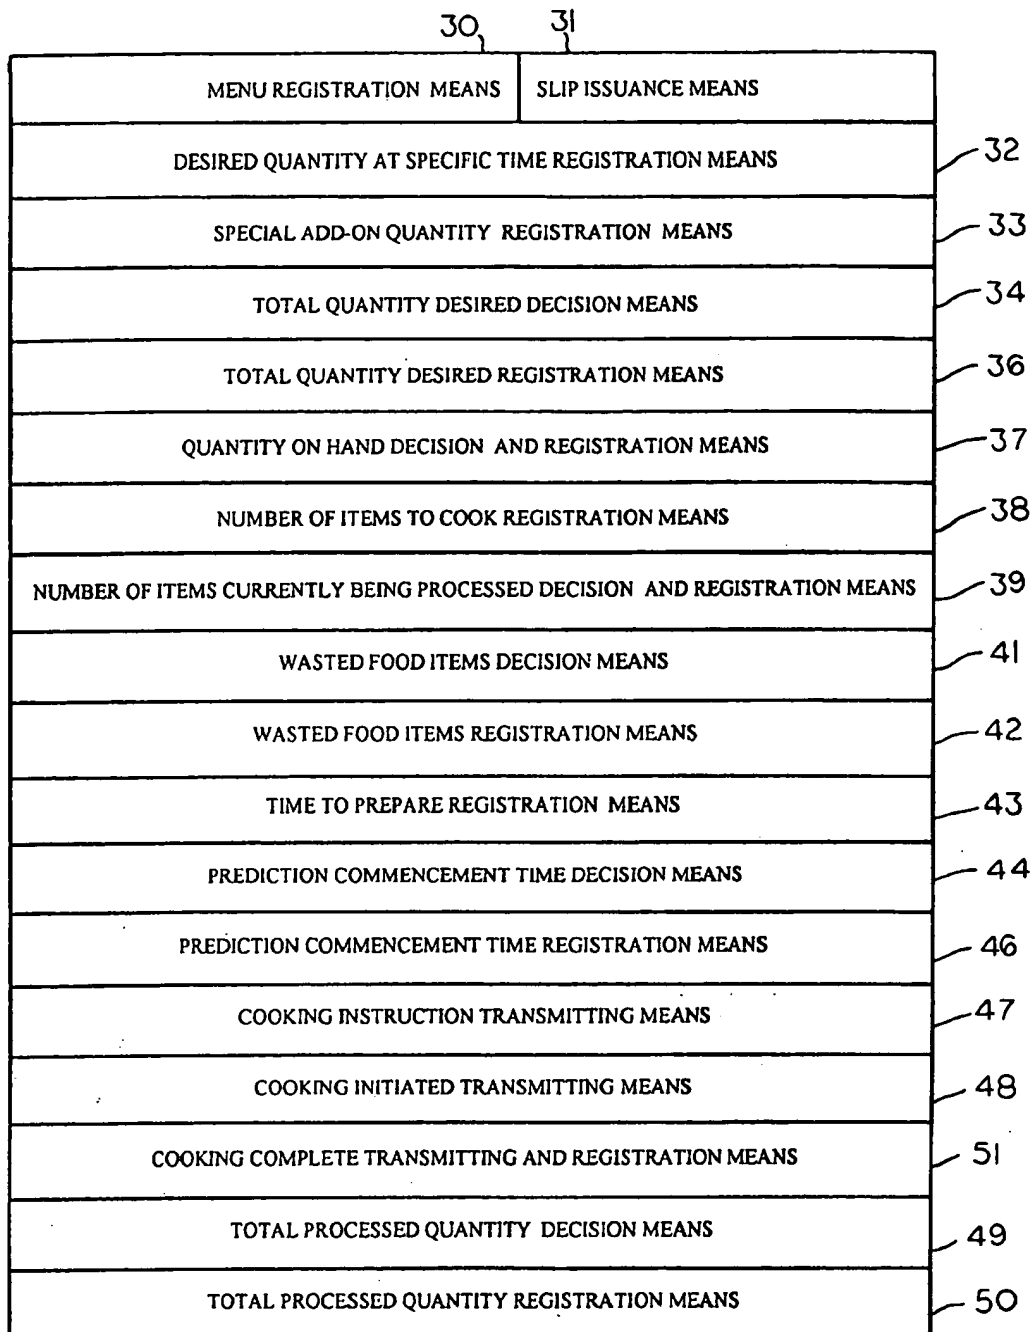 30 31
MENU REGISTRATION MEANS SLIP ISSUANCE MEANS
DESIRED QUANTITY AT SPECIFIC TIME REGISTRATION MEANS 32
SPECIAL ADD-ON QUANTITY REGISTRATION MEANS 33
TOTAL QUANTITY DESIRED DECISION MEANS 34
TOTAL QUANTITY DESIRED REGISTRATION MEANS 36
QUANTITY ON HAND DECISION AND REGISTRATION MEANS 37
NUMBER OF ITEMS TO COOK REGISTRATION MEANS 38
NUMBER OF ITEMS CURRENTLY BEING PROCESSED DECISION AND REGISTRATION MEANS 39
WASTED FOOD ITEMS DECISION MEANS 41
WASTED FOOD ITEMS REGISTRATION MEANS 42
TIME TO PREPARE REGISTRATION MEANS 43
PREDICTION COMMENCEMENT TIME DECISION MEANS 44
PREDICTION COMMENCEMENT TIME REGISTRATION MEANS 46
COOKING INSTRUCTION TRANSMITTING MEANS 47
COOKING INITIATED TRANSMITTING MEANS 48
COOKING COMPLETE TRANSMITTING AND REGISTRATION MEANS 51
TOTAL PROCESSED QUANTITY DECISION MEANS 49
TOTAL PROCESSED QUANTITY REGISTRATION MEANS 50